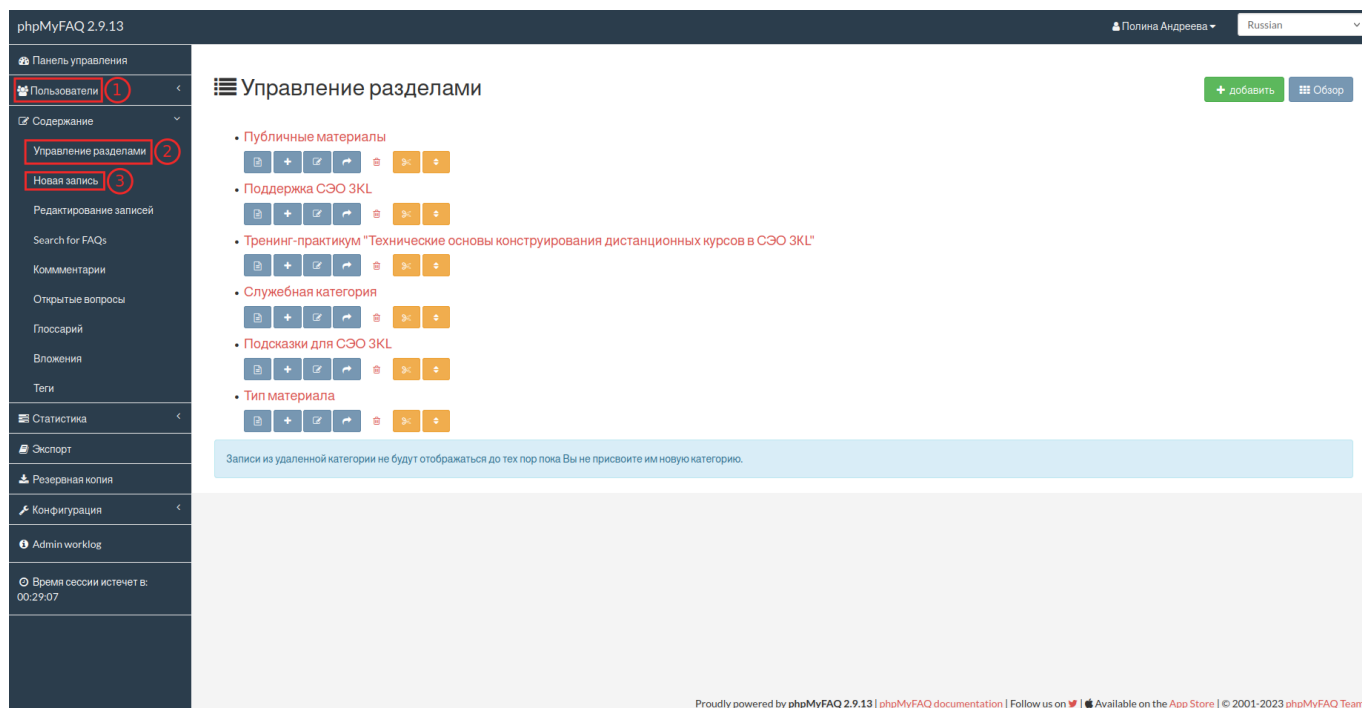 phpMyFAQ 2.9.13
Полина Андреева
Russian
Панель управления
Пользователи 1
Содержание
Управление разделами 2
Новая запись 3
Редактирование записей
Search for FAQs
Коммментарии
Открытые вопросы
Глоссарий
Вложения
Теги
Статистика
Экспорт
Резервная копия
Конфигурация
Admin worklog
Время сессии истечет в:
00:29:07
Управление разделами
добавить
Обзор
Публичные материалы
Поддержка СЭО 3KL
Тренинг-практикум "Технические основы конструирования дистанционных курсов в СЭО 3KL"
Служебная категория
Подсказки для СЭО 3KL
Тип материала
Записи из удаленной категории не будут отображаться до тех пор пока Вы не присвоите им новую категорию.
Proudly powered by phpMyFAQ 2.9.13 | phpMyFAQ documentation | Follow us on | Available on the App Store | © 2001-2023 phpMyFAQ Team